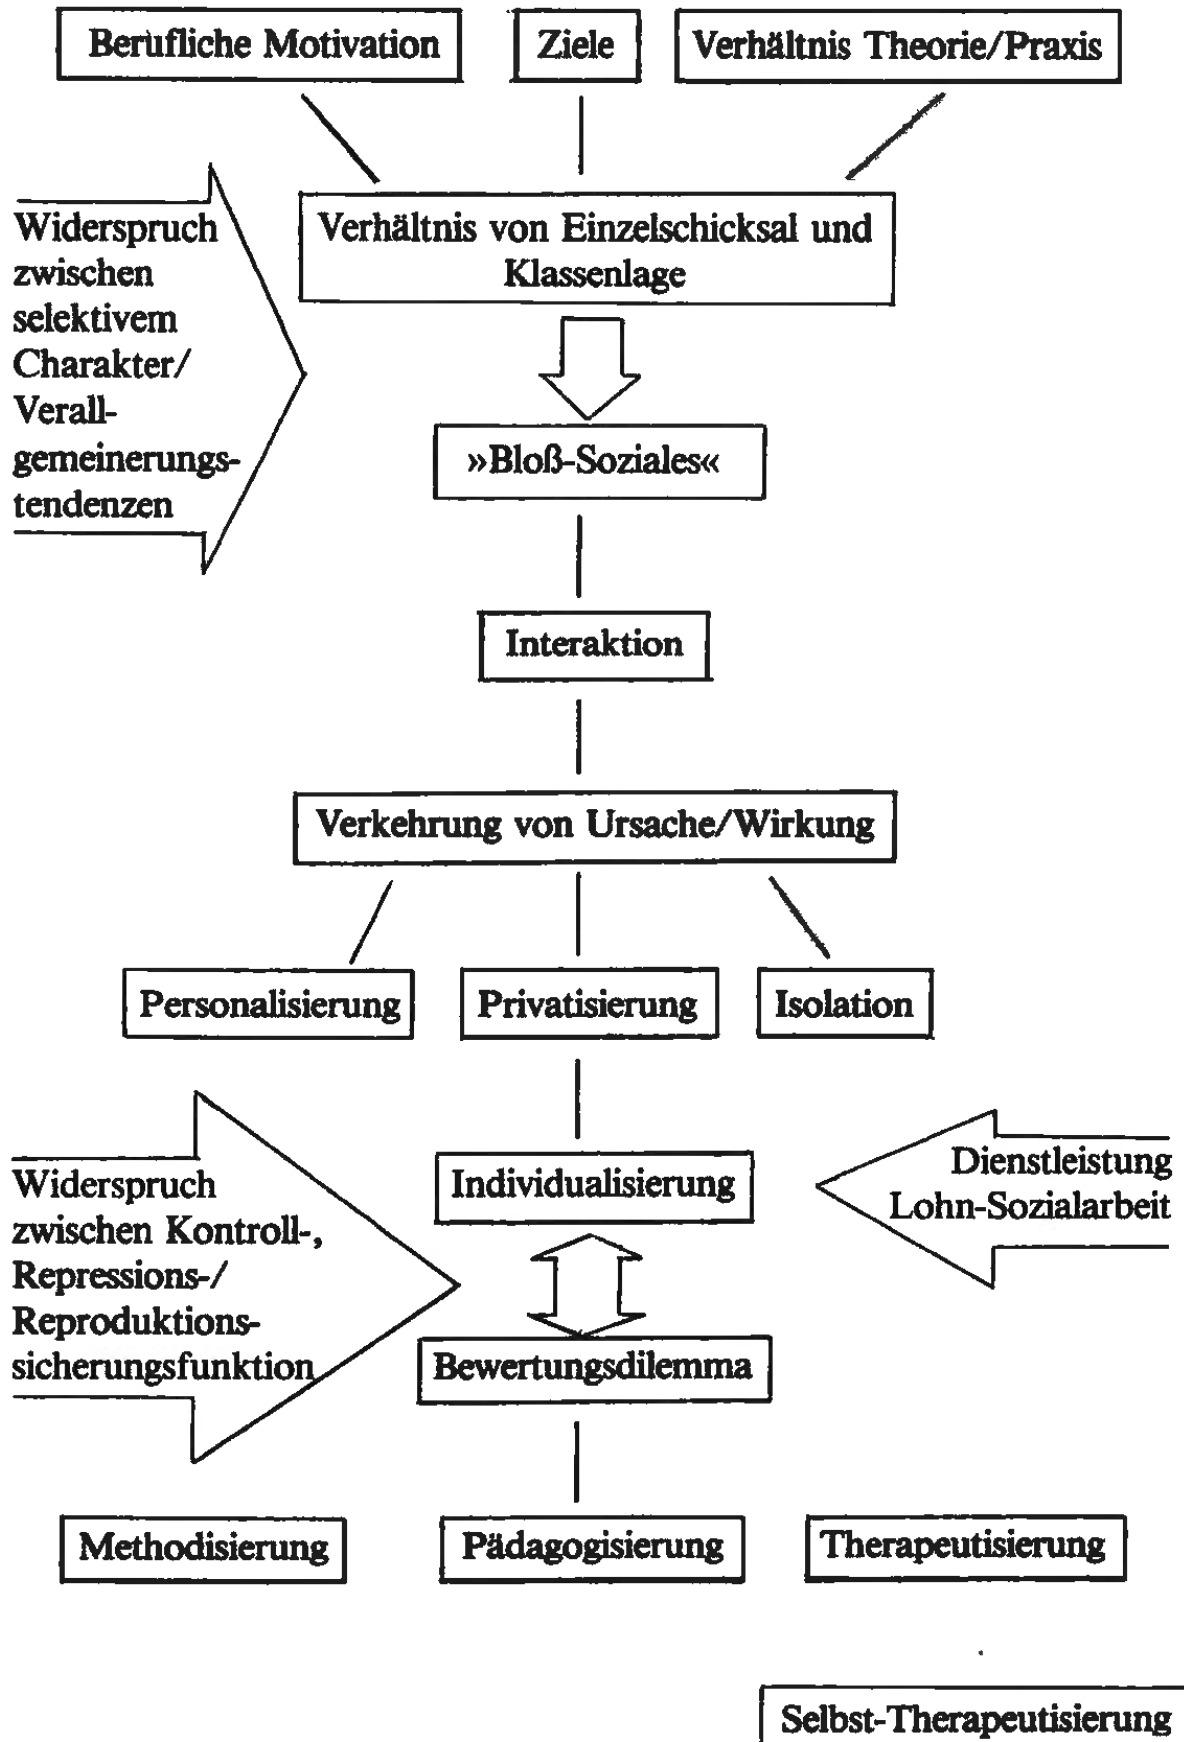 Berufliche Motivation
Ziele
Verhältnis Theorie/Praxis
Widerspruch
zwischen
selektivem
Charakter/
Verall-
gemeinerungs-
tendenzen
Verhältnis von Einzelschicksal und
Klassenlage
»Bloß-Soziales«
Interaktion
Verkehrung von Ursache/Wirkung
Personalisierung
Privatisierung
Isolation
Widerspruch
zwischen Kontroll-,
Repressions-/
Reproduktions-
sicherungsfunktion
Individualisierung
Dienstleistung
Lohn-Sozialarbeit
Bewertungsdilemma
Methodisierung
Pädagogisierung
Therapeutisierung
Selbst-Therapeutisierung